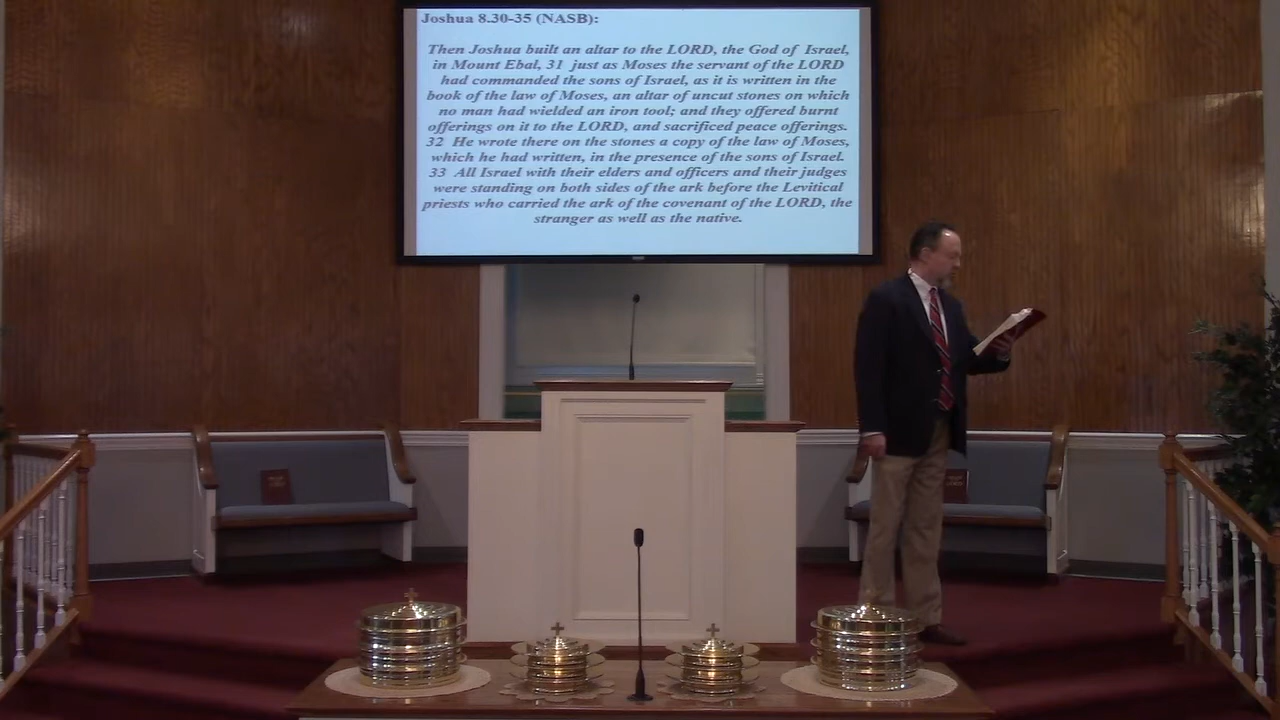 Joshua 8.30-35 (NASB):
Then Joshua built an altar to the LORD, the God of Israel,
in Mount Ebal, 31 just as Moses the servant of the LORD
had commanded the sons of Israel, as it is written in the
book of the law of Moses, an altar of uncut stones on which
no man had wielded an iron tool; and they offered burnt
offerings on it to the LORD, and sacrificed peace offerings.
32 He wrote there on the stones a copy of the law of Moses,
which he had written, in the presence of the sons of Israel.
33 All Israel with their elders and officers and their judges
were standing on both sides of the ark before the Levitical
priests who carried the ark of the covenant of the LORD, the
stranger as well as the native.